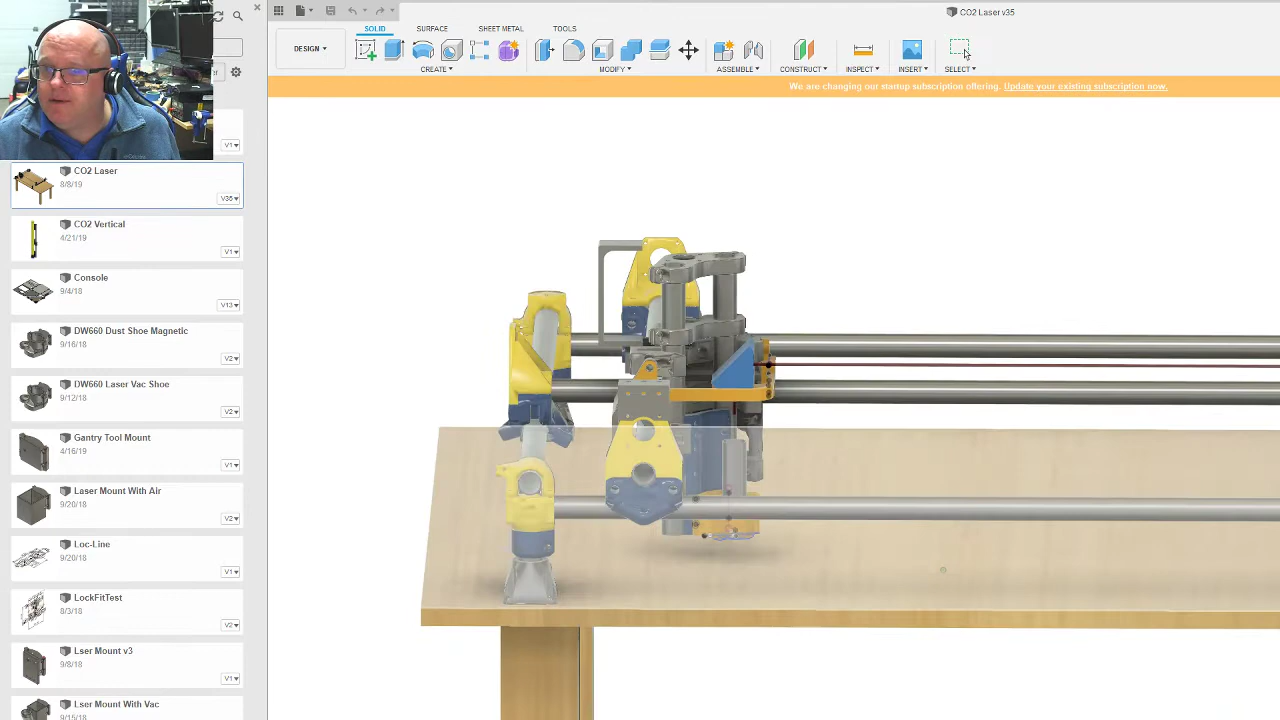 CO2 Laser v35
SOLID SURFACE SHEET METAL TOOLS
DESIGN
CREATE MODIFY ASSEMBLE CONSTRUCT INSPECT INSERT SELECT
We are changing our startup subscription offering. Update your existing subscription now.
V1
CO2 Laser
8/8/19
V35
CO2 Vertical
4/21/19
V1
Console
9/4/18
V13
DW660 Dust Shoe Magnetic
9/16/18
V2
DW660 Laser Vac Shoe
9/12/18
V2
Gantry Tool Mount
4/16/19
V1
Laser Mount With Air
9/20/18
V2
Loc-Line
9/20/18
V1
LockFitTest
8/3/18
V2
Lser Mount v3
9/8/18
V1
Lser Mount With Vac
9/15/18